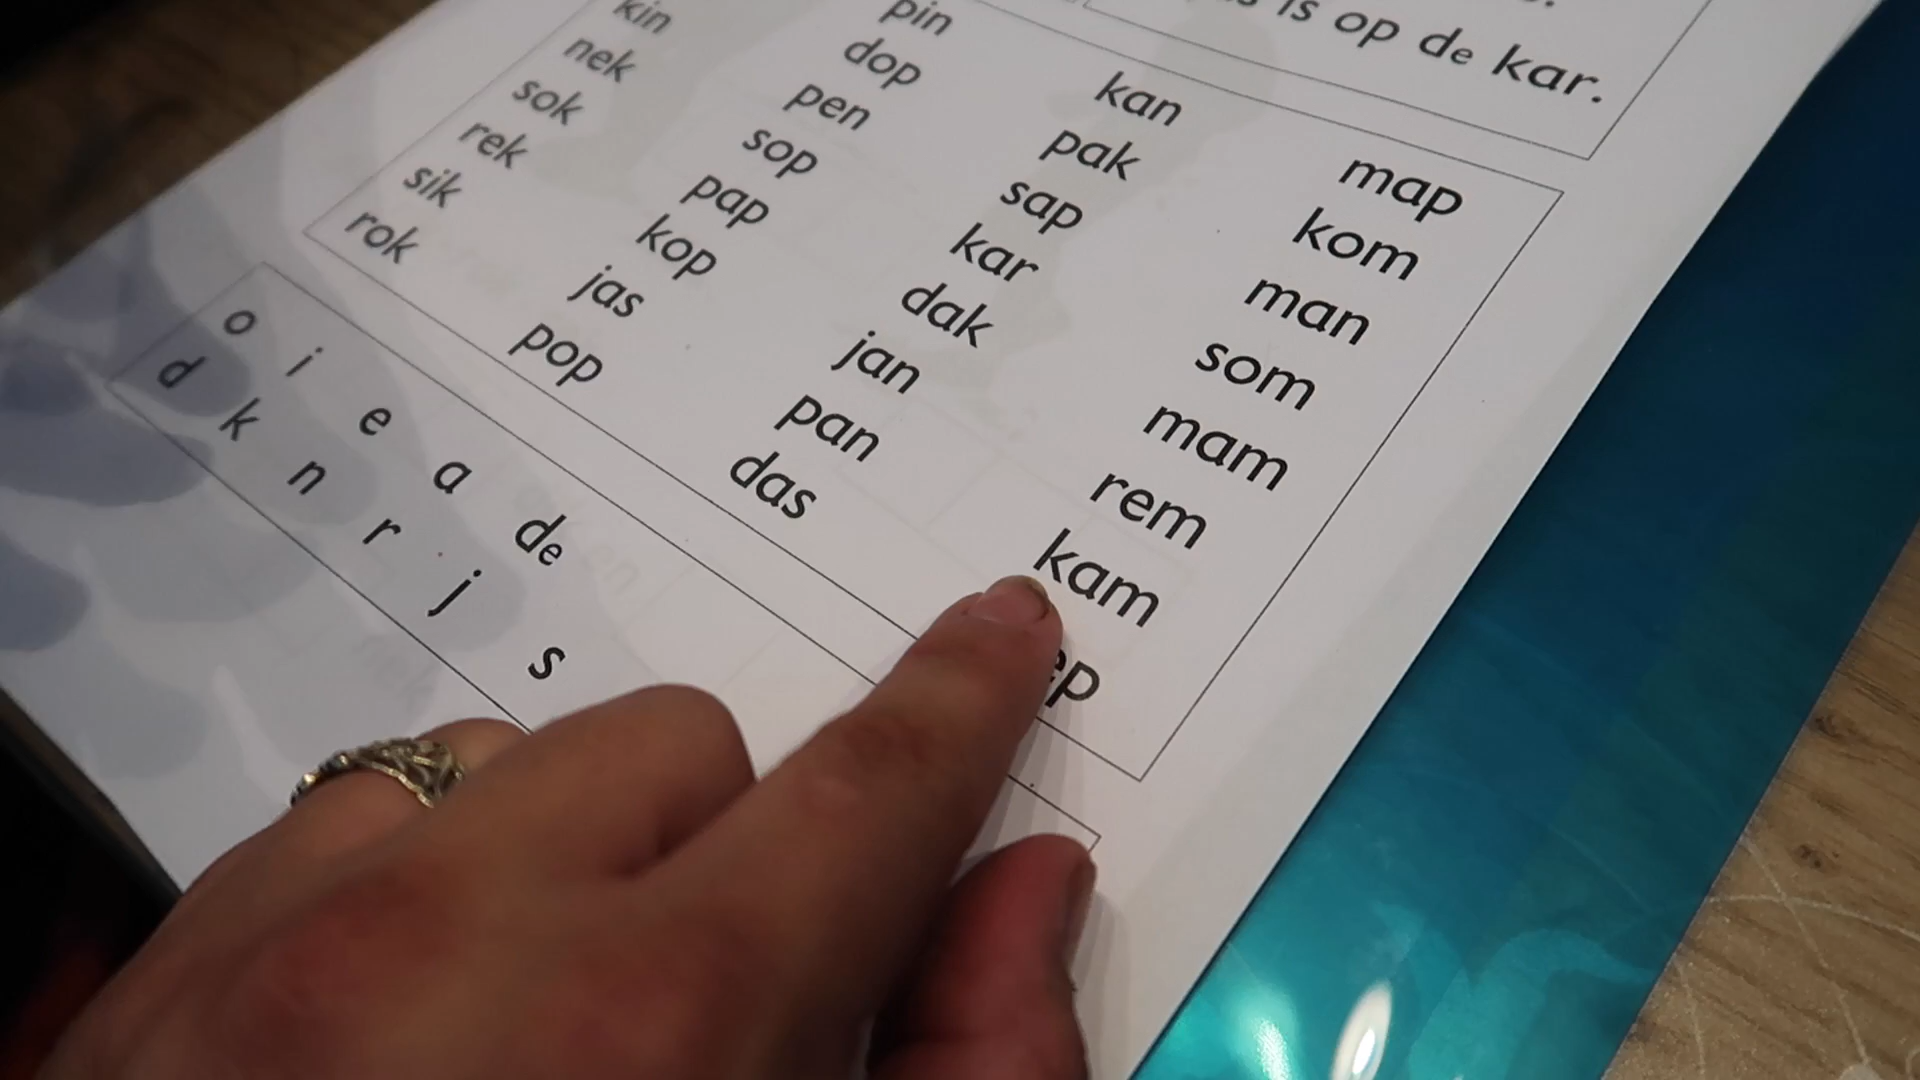 is op de kar.
pin kan map
dop pak kom
kin pen sap man
nek sop kar som
sok pap dak mam
rek kop jan rem
sik jas pan kam
rok pop das
o i e a de
d k n r j s